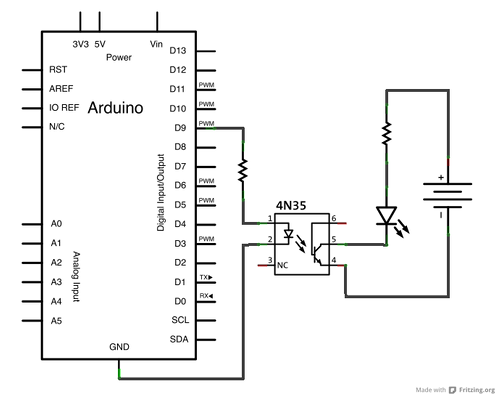 3V3 5V Vin
Power
RST
AREF
IO REF
N/C
Arduino
A0
A1
A2
A3
A4
A5
Analog Input
Digital Input/Output
D13
D12
D11 PWM
D10 PWM
D9 PWM
D8
D7
D6 PWM
D5 PWM
D4
D3 PWM
D2
D1 TX▶
D0 RX◀
SCL
SDA
GND
4N35
1 6
2 5
3 NC 4
+
–
Made with Fritzing.org